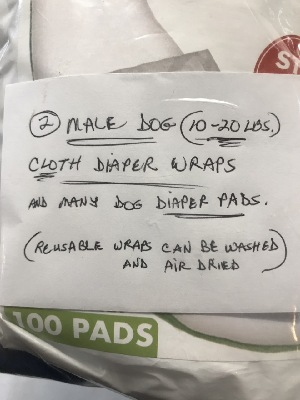 ② MALE DOG (10-20 LBS.)
CLOTH DIAPER WRAPS
AND MANY DOG DIAPER PADS.
(REUSABLE WRAPS CAN BE WASHED
AND AIR DRIED)
100 PADS